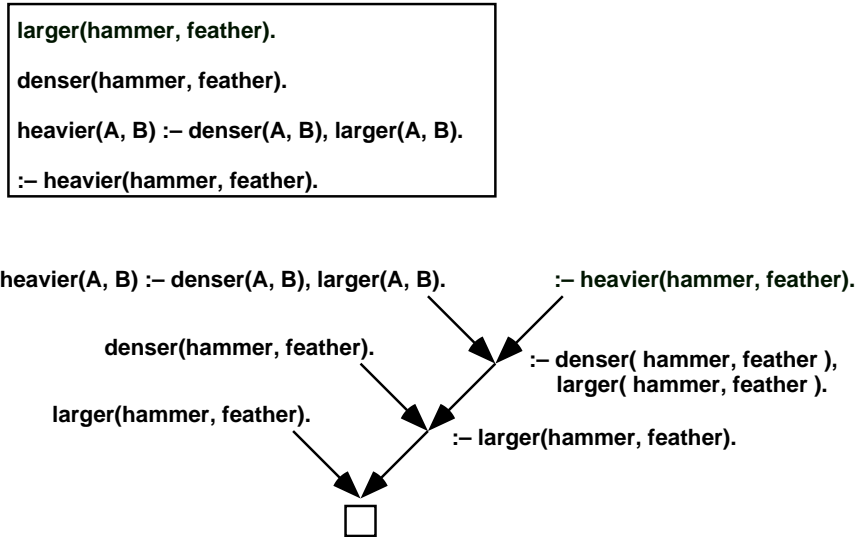 larger(hammer, feather).
denser(hammer, feather).
heavier(A, B) :– denser(A, B), larger(A, B).
:– heavier(hammer, feather).
heavier(A, B) :– denser(A, B), larger(A, B).
:– heavier(hammer, feather).
denser(hammer, feather).
:– denser( hammer, feather ),
larger( hammer, feather ).
larger(hammer, feather).
:– larger(hammer, feather).